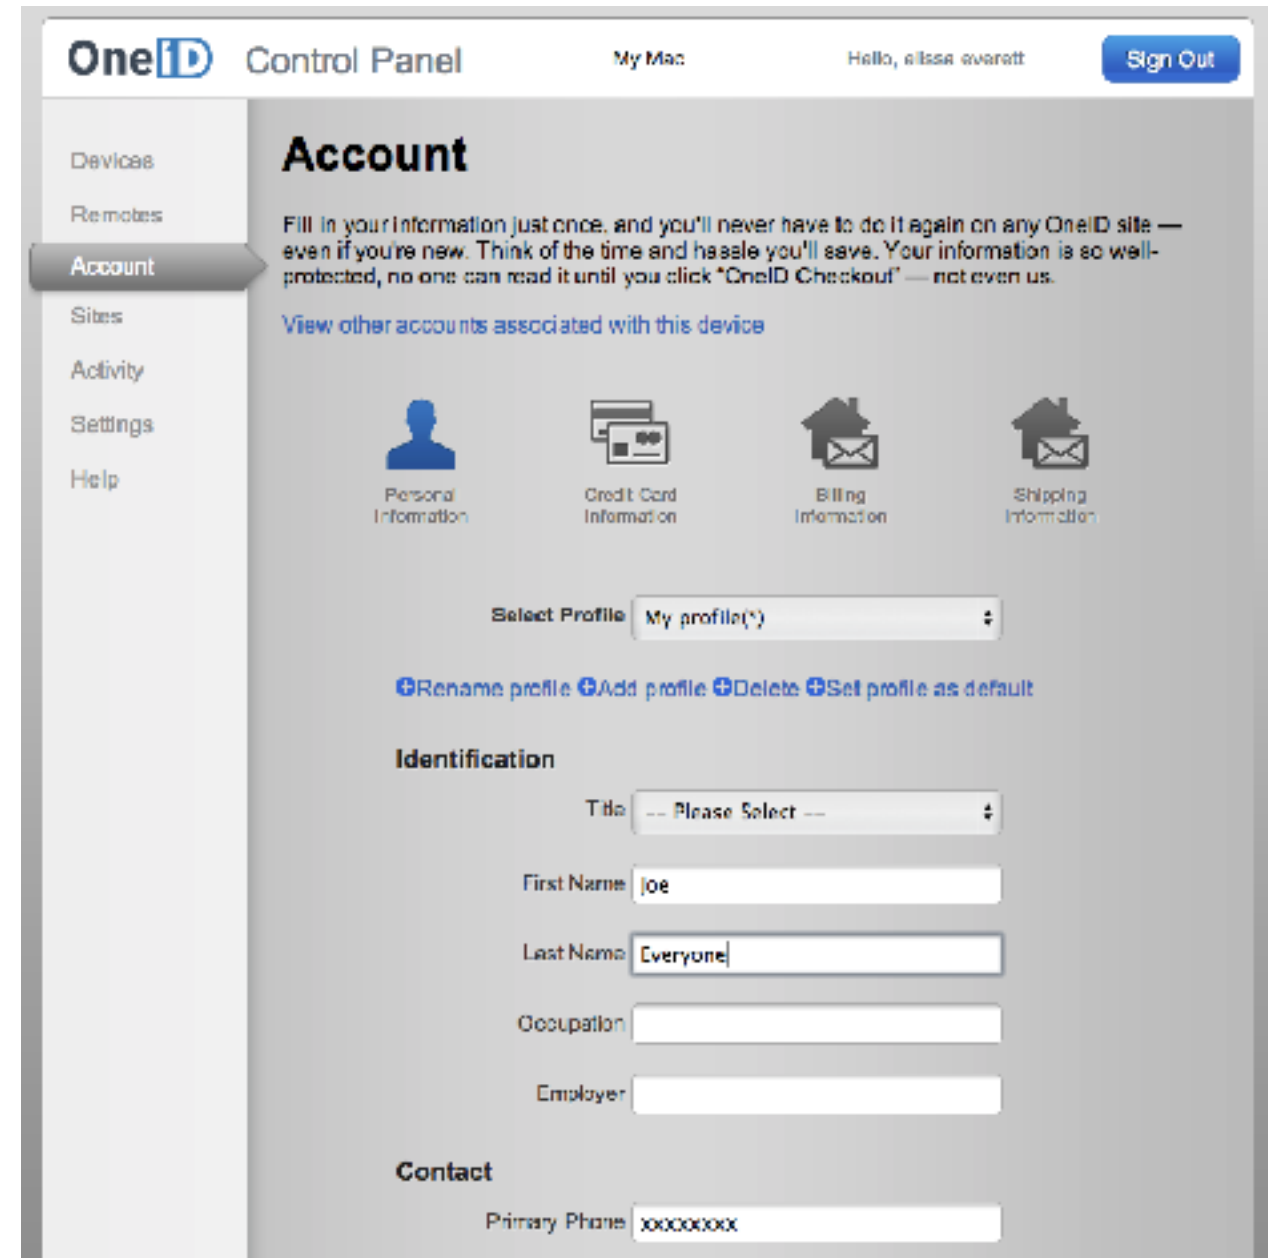 OneID Control Panel My Mac Hello, elissa everett Sign Out
Devices
Remotes
Account
Sites
Activity
Settings
Help
Account
Fill in your information just once, and you'll never have to do it again on any OneID site —
even if you're new. Think of the time and hassle you'll save. Your information is so well-
protected, no one can read it until you click "OneID Checkout" — not even us.
View other accounts associated with this device
Personal
Information
Credit Card
Information
Billing
Information
Shipping
Information
Select Profile My profile(*)
Rename profile Add profile Delete Set profile as default
Identification
Title -- Please Select --
First Name Joe
Last Name Everyone
Occupation
Employer
Contact
Primary Phone xxxxxxxx